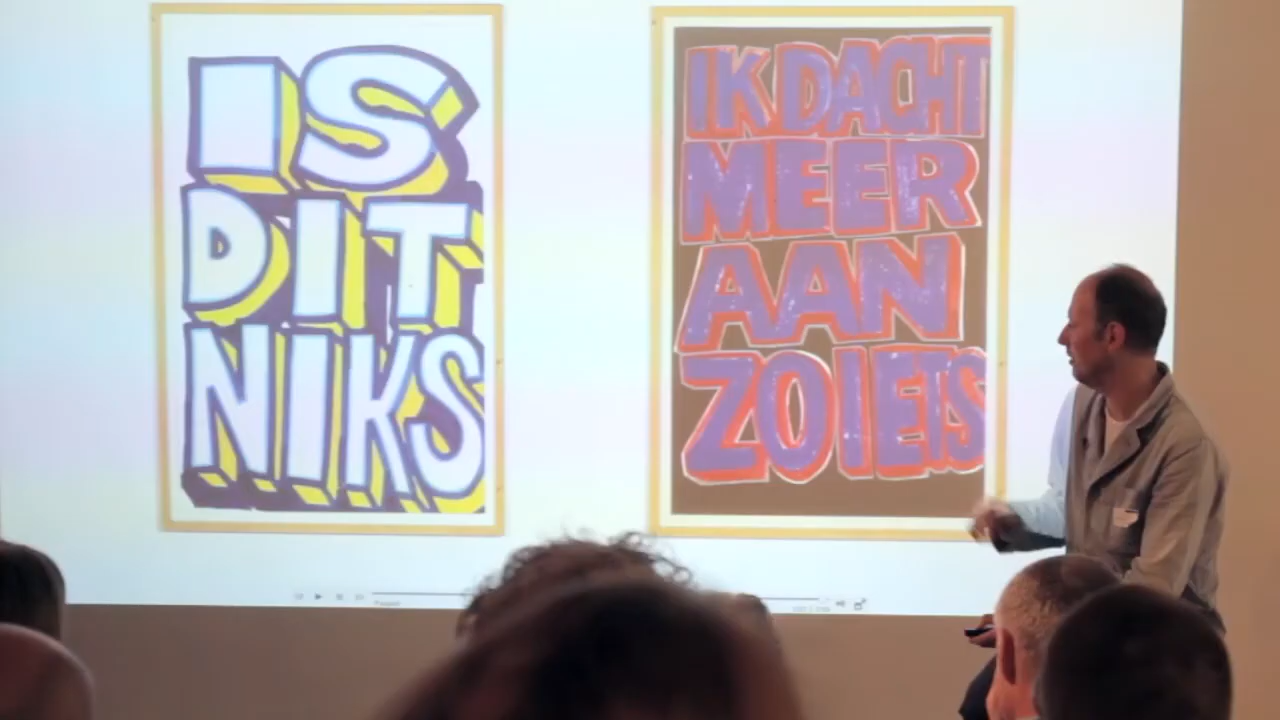 IS
DIT
NIKS
IK DACHT
MEER
AAN
ZOIETS